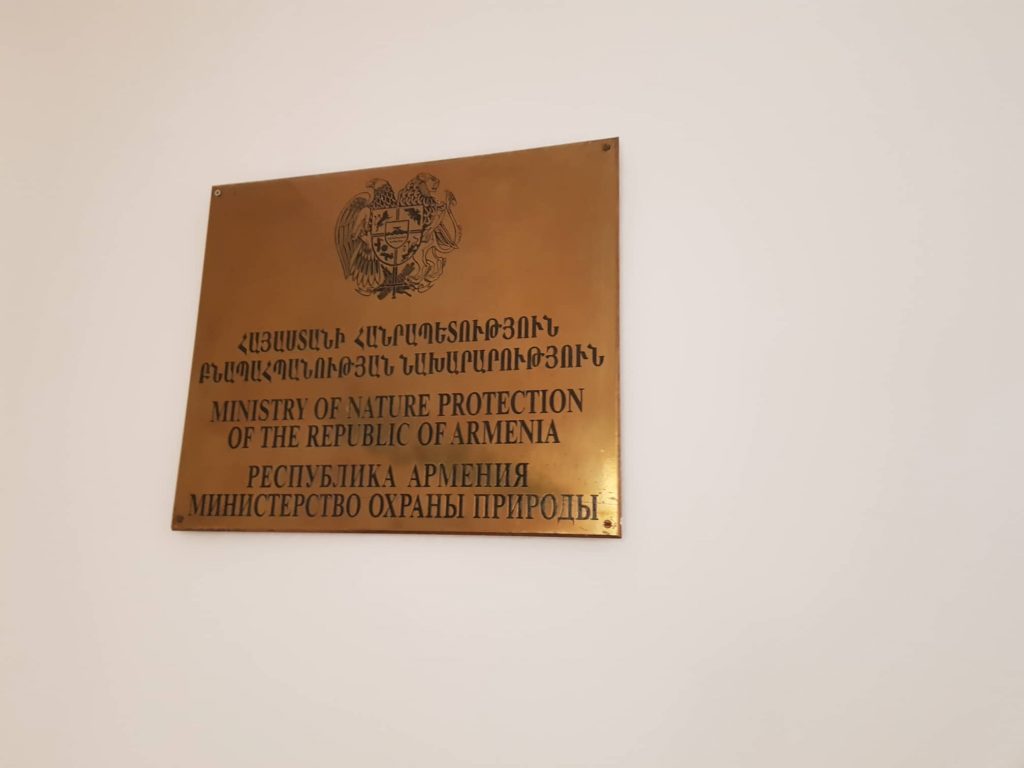 ՀԱՅԱՍՏԱՆԻ ՀԱՆՐԱՊԵՏՈՒԹՅՈՒՆ
ԲՆԱՊԱՀՊԱՆՈՒԹՅԱՆ ՆԱԽԱՐԱՐՈՒԹՅՈՒՆ
MINISTRY OF NATURE PROTECTION
OF THE REPUBLIC OF ARMENIA
РЕСПУБЛИКА АРМЕНИЯ
МИНИСТЕРСТВО ОХРАНЫ ПРИРОДЫ